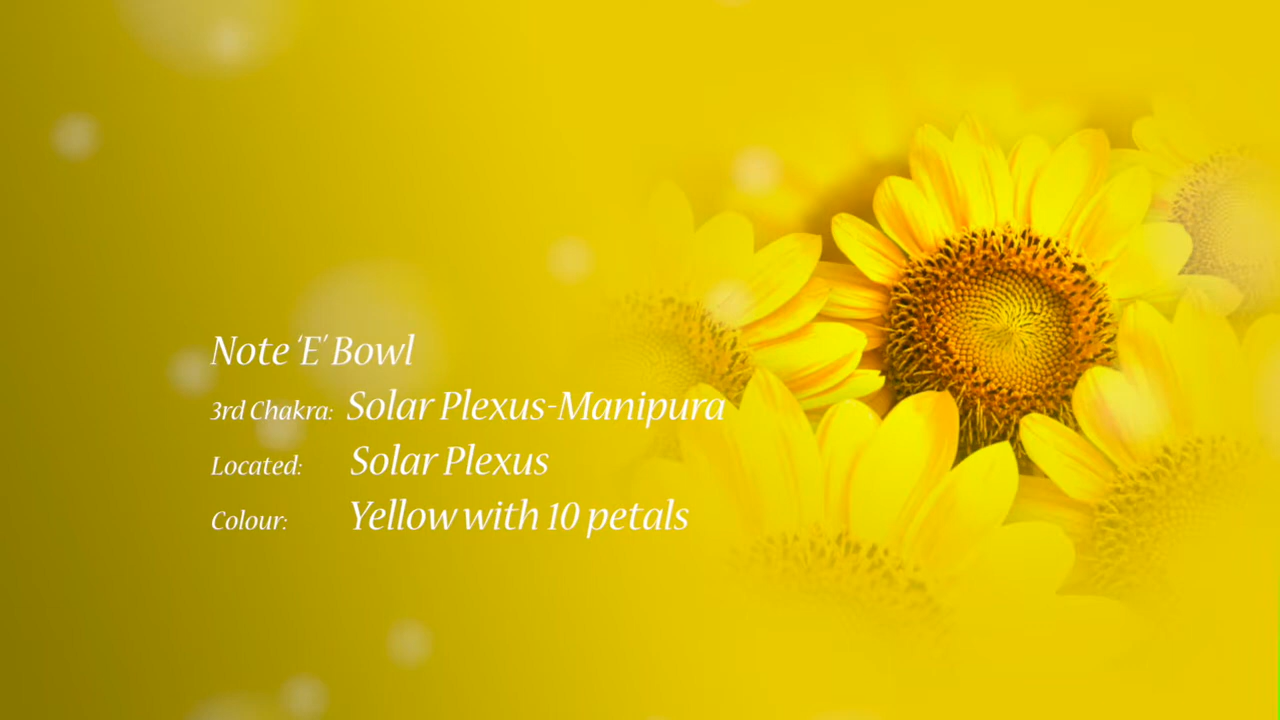 Note ‘E’ Bowl
3rd Chakra: Solar Plexus-Manipura
Located: Solar Plexus
Colour: Yellow with 10 petals